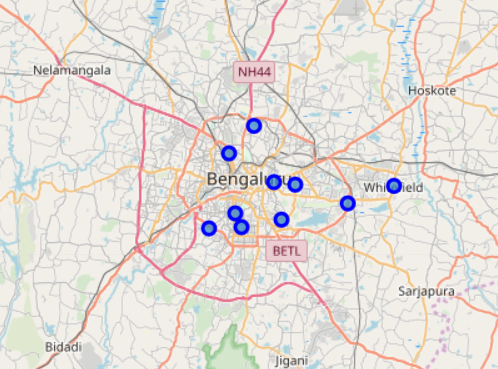 Nelamangala
NH44
Hoskote
Bengaluru
Whitefield
BETL
Sarjapura
Bidadi
Jigani